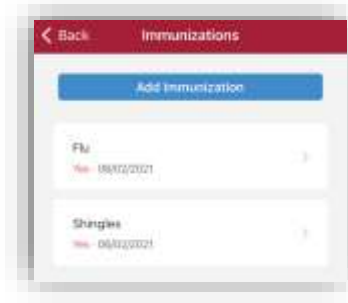 Back Immunizations
Add Immunization
Flu
Yes
Shingles
Yes